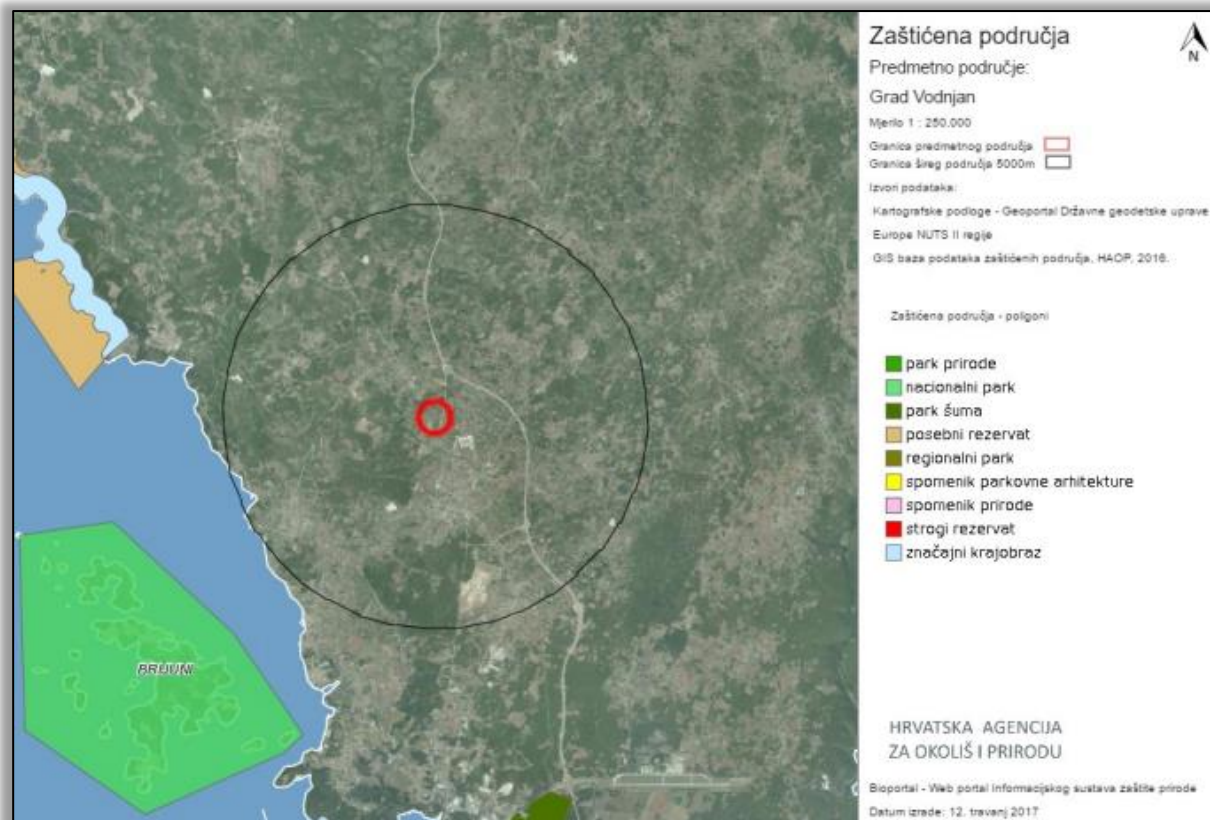 Zaštićena područja
N
Predmetno područje:
Grad Vodnjan
Mjerilo 1 : 250.000
Granica predmetnog područja
Granica šireg područja 5000m
Izvori podataka:
Kartografske podloge - Geoportal Državne geodetske uprave
Europe NUTS II regije
GIS baza podataka zaštićenih područja, HAOP, 2016.
Zaštićena područja - poligoni
park prirode
nacionalni park
park šuma
posebni rezervat
regionalni park
spomenik parkovne arhitekture
spomenik prirode
strogi rezervat
značajni krajobraz
BRIJUNI
HRVATSKA AGENCIJA
ZA OKOLIŠ I PRIRODU
Bioportal - Web portal Informacijskog sustava zaštite prirode
Datum izrade: 12. travanj 2017